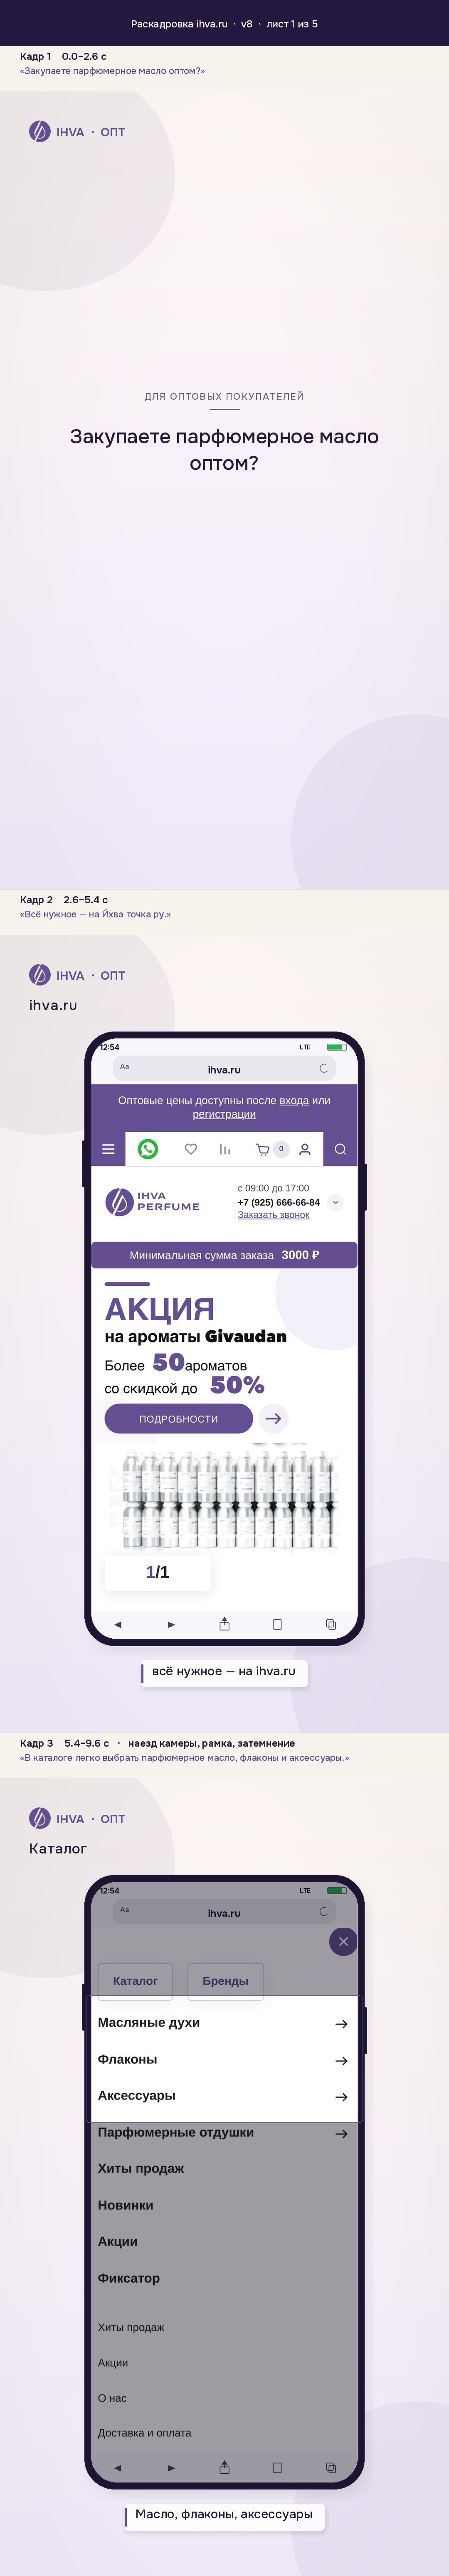 Раскадровка ihva.ru · v8 · лист 1 из 5
Кадр 1 0.0–2.6 с
«Закупаете парфюмерное масло оптом?»
IHVA · ОПТ
ДЛЯ ОПТОВЫХ ПОКУПАТЕЛЕЙ
Закупаете парфюмерное масло
оптом?
Кадр 2 2.6–5.4 с
«Всё нужное — на И́хва точка ру.»
IHVA · ОПТ
ihva.ru
12:54 LTE
Aa ihva.ru
Оптовые цены доступны после входа или
регистрации
0
IHVA
PERFUME
с 09:00 до 17:00
+7 (925) 666-66-84
Заказать звонок
Минимальная сумма заказа 3000 ₽
АКЦИЯ
на ароматы Givaudan
Более 50ароматов
со скидкой до 50%
ПОДРОБНОСТИ
1/1
всё нужное — на ihva.ru
Кадр 3 5.4–9.6 с · наезд камеры, рамка, затемнение
«В каталоге легко выбрать парфюмерное масло, флаконы и аксессуары.»
IHVA · ОПТ
Каталог
12:54 LTE
Aa ihva.ru
Каталог Бренды
Масляные духи
Флаконы
Аксессуары
Парфюмерные отдушки
Хиты продаж
Новинки
Акции
Фиксатор
Хиты продаж
Акции
О нас
Доставка и оплата
Масло, флаконы, аксессуары